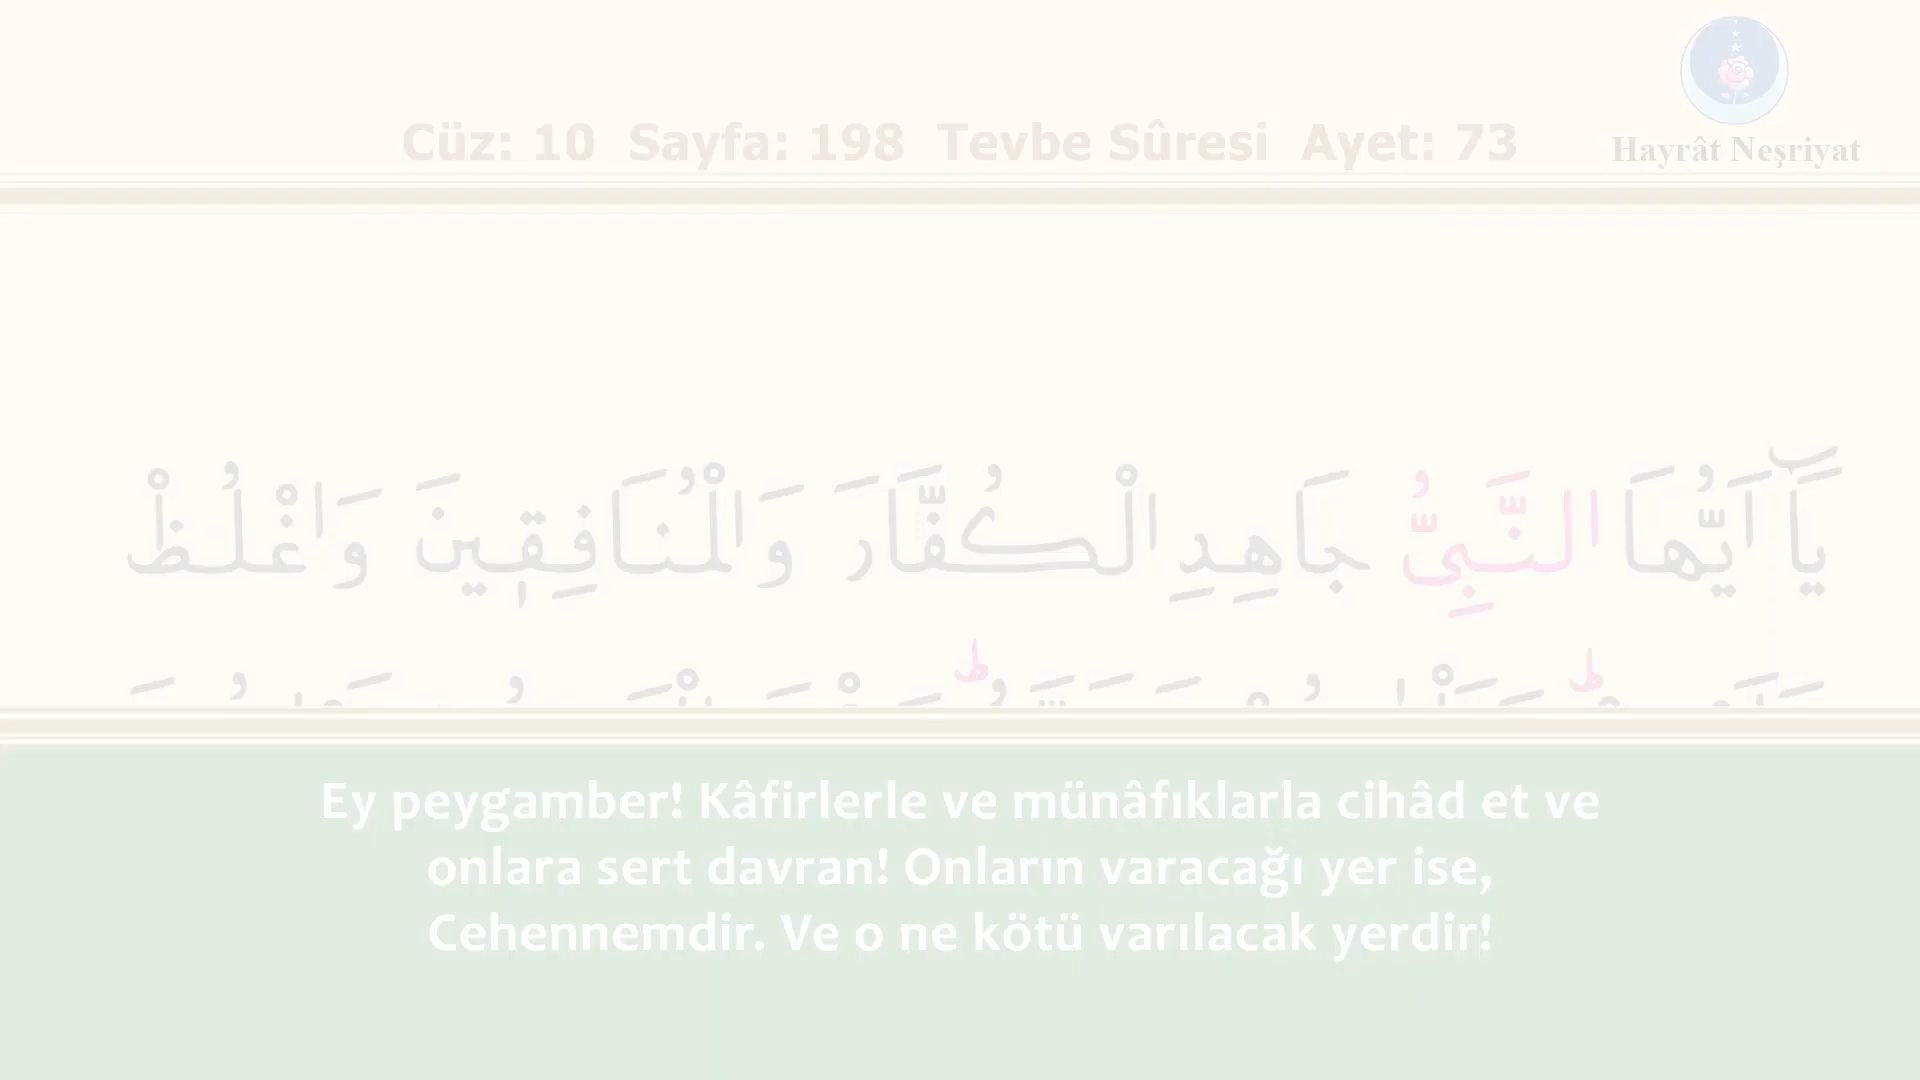 Cüz: 10 Sayfa: 198 Tevbe Sûresi Ayet: 73
Hayrât Neşriyat
يَٓا اَيُّهَا النَّبِيُّ جَاهِدِ الْكُفَّارَ وَالْمُنَافِقٖينَ وَاغْلُظْ
Ey peygamber! Kâfirlerle ve münâfıklarla cihâd et ve
onlara sert davran! Onların varacağı yer ise,
Cehennemdir. Ve o ne kötü varılacak yerdir!